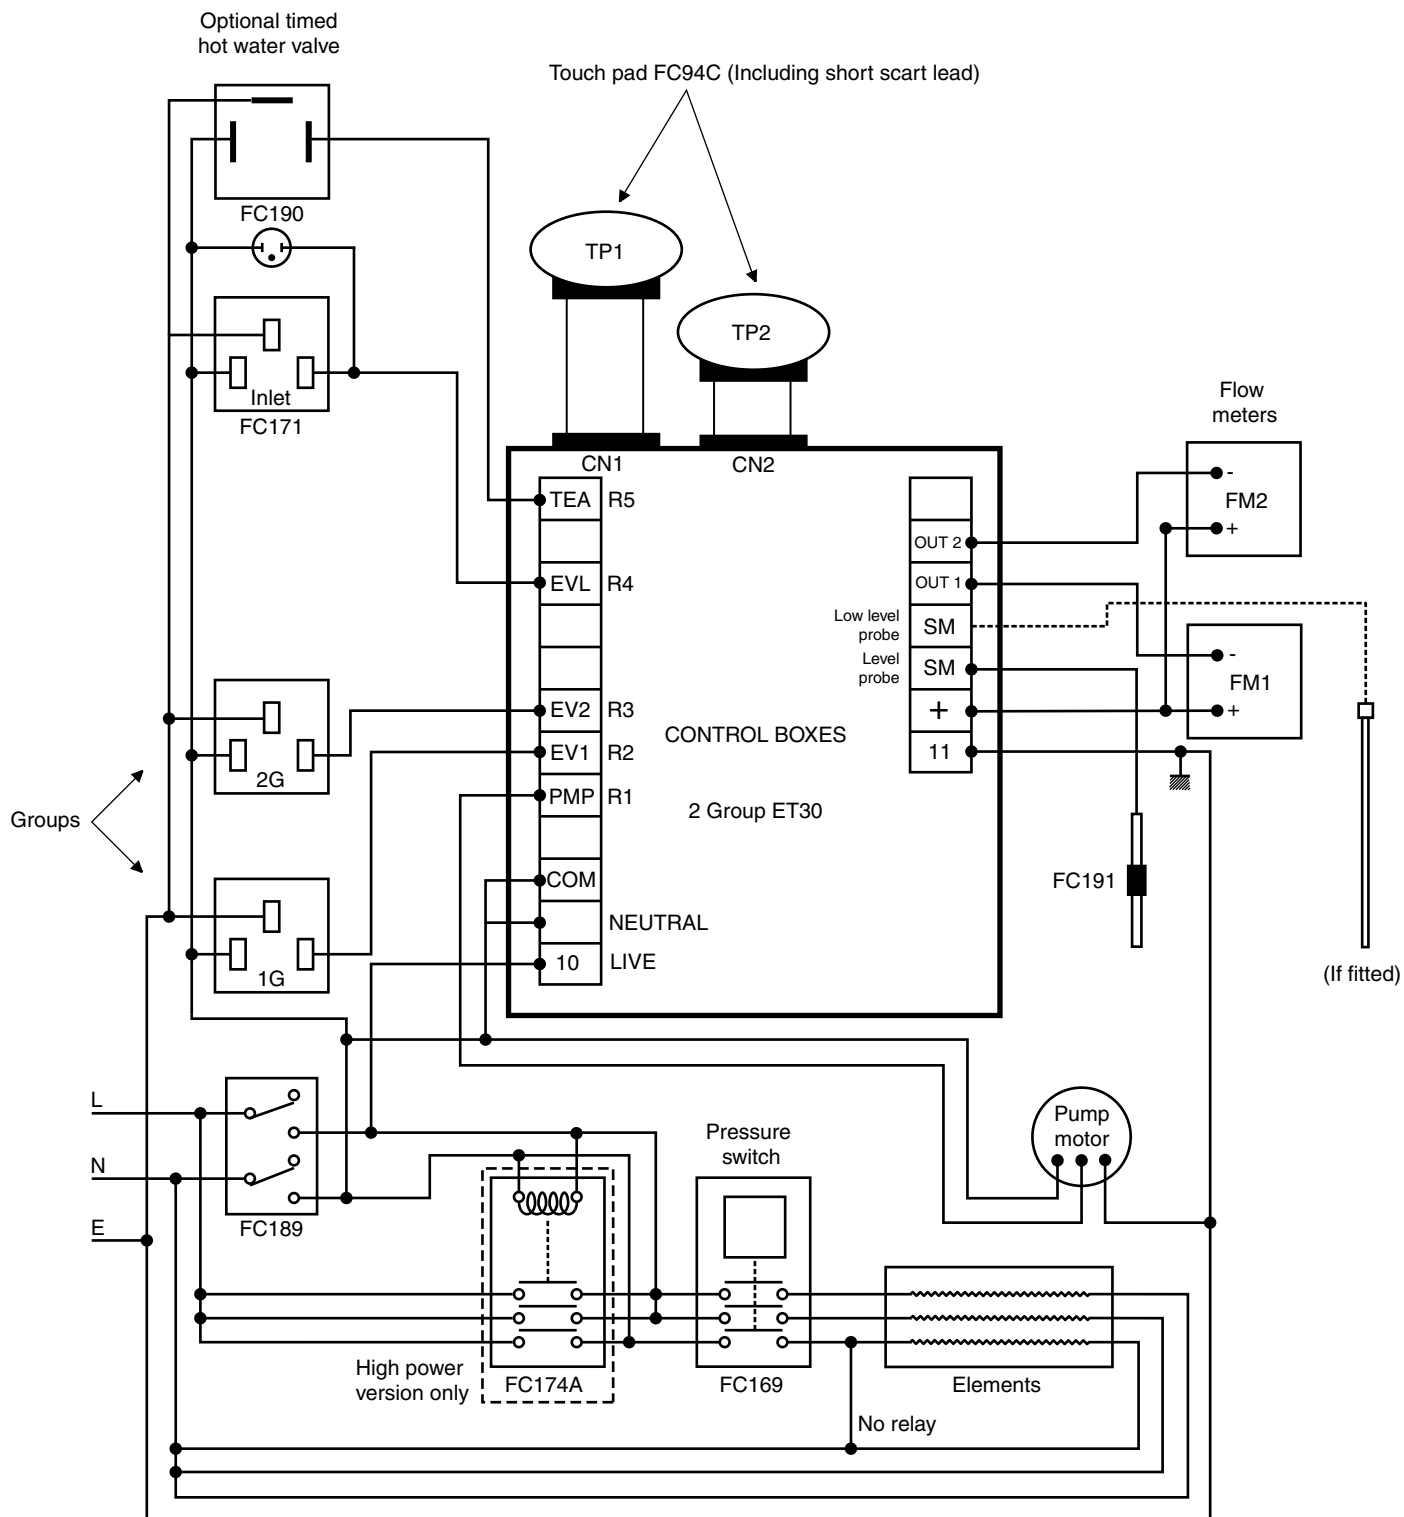 Optional timed
hot water valve
Touch pad FC94C (Including short scart lead)
FC190
TP1
TP2
Inlet
FC171
Flow
meters
CN1
CN2
TEA R5
EVL R4
EV2 R3
EV1 R2
PMP R1
COM
NEUTRAL
10 LIVE
CONTROL BOXES
2 Group ET30
OUT 2
OUT 1
Low level
probe
SM
Level
probe
SM
+
11
-
FM2
+
-
FM1
+
2G
Groups
1G
FC191
(If fitted)
L
N
E
FC189
Pressure
switch
Pump
motor
High power
version only
FC174A
FC169
Elements
No relay